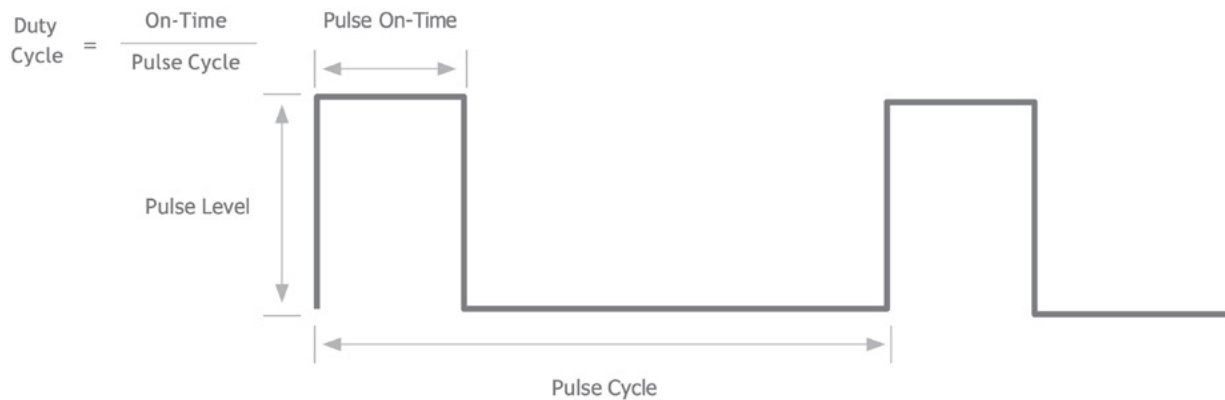 Duty
Cycle
=
On-Time
Pulse Cycle
Pulse On-Time
Pulse Level
Pulse Cycle